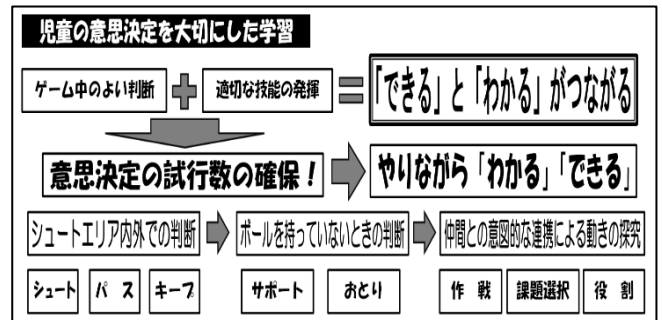 児童の意思決定を大切にした学習
ゲーム中のよい判断 + 適切な技能の発揮 = 「できる」と「わかる」がつながる
意思決定の試行数の確保！ やりながら「わかる」「できる」
シュートエリア内外での判断 ボールを持っていないときの判断 仲間との意図的な連携による動きの探究
シュート パス キープ サポート おとり 作戦 課題選択 役割